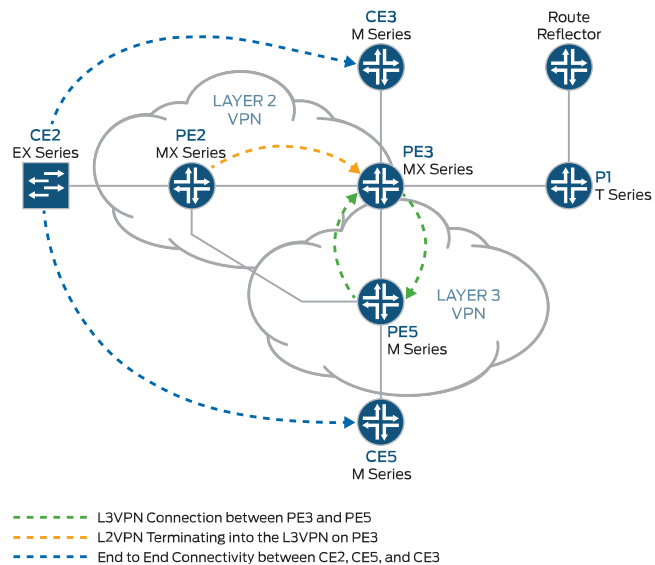 CE3
M Series
Route
Reflector
LAYER 2
VPN
CE2
EX Series
PE2
MX Series
PE3
MX Series
P1
T Series
LAYER 3
VPN
PE5
M Series
CE5
M Series
L3VPN Connection between PE3 and PE5
L2VPN Terminating into the L3VPN on PE3
End to End Connectivity between CE2, CE5, and CE3